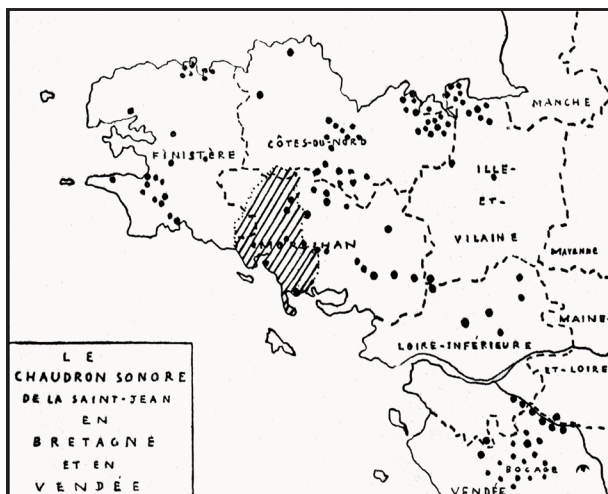 MANCHE
FINISTÈRE
CÔTES-DU-NORD
ILLE-
ET-
VILAINE
MORBIHAN
MAYENNE
MAINE-
LOIRE-INFÉRIEURE
ET-LOIRE
LE
CHAUDRON SONORE
DE LA SAINT-JEAN
EN
BRETAGNE
ET EN
VENDÉE
BOCAGE
VENDÉE